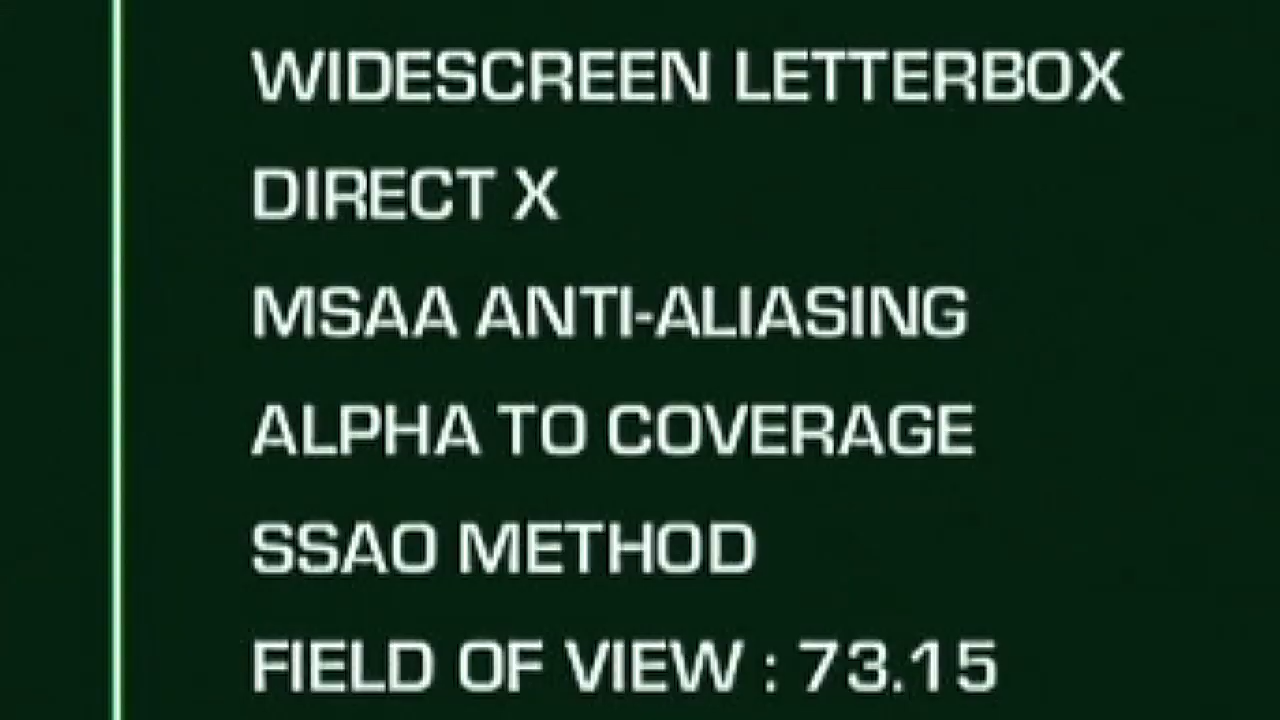 WIDESCREEN LETTERBOX
DIRECT X
MSAA ANTI-ALIASING
ALPHA TO COVERAGE
SSAO METHOD
FIELD OF VIEW : 73.15